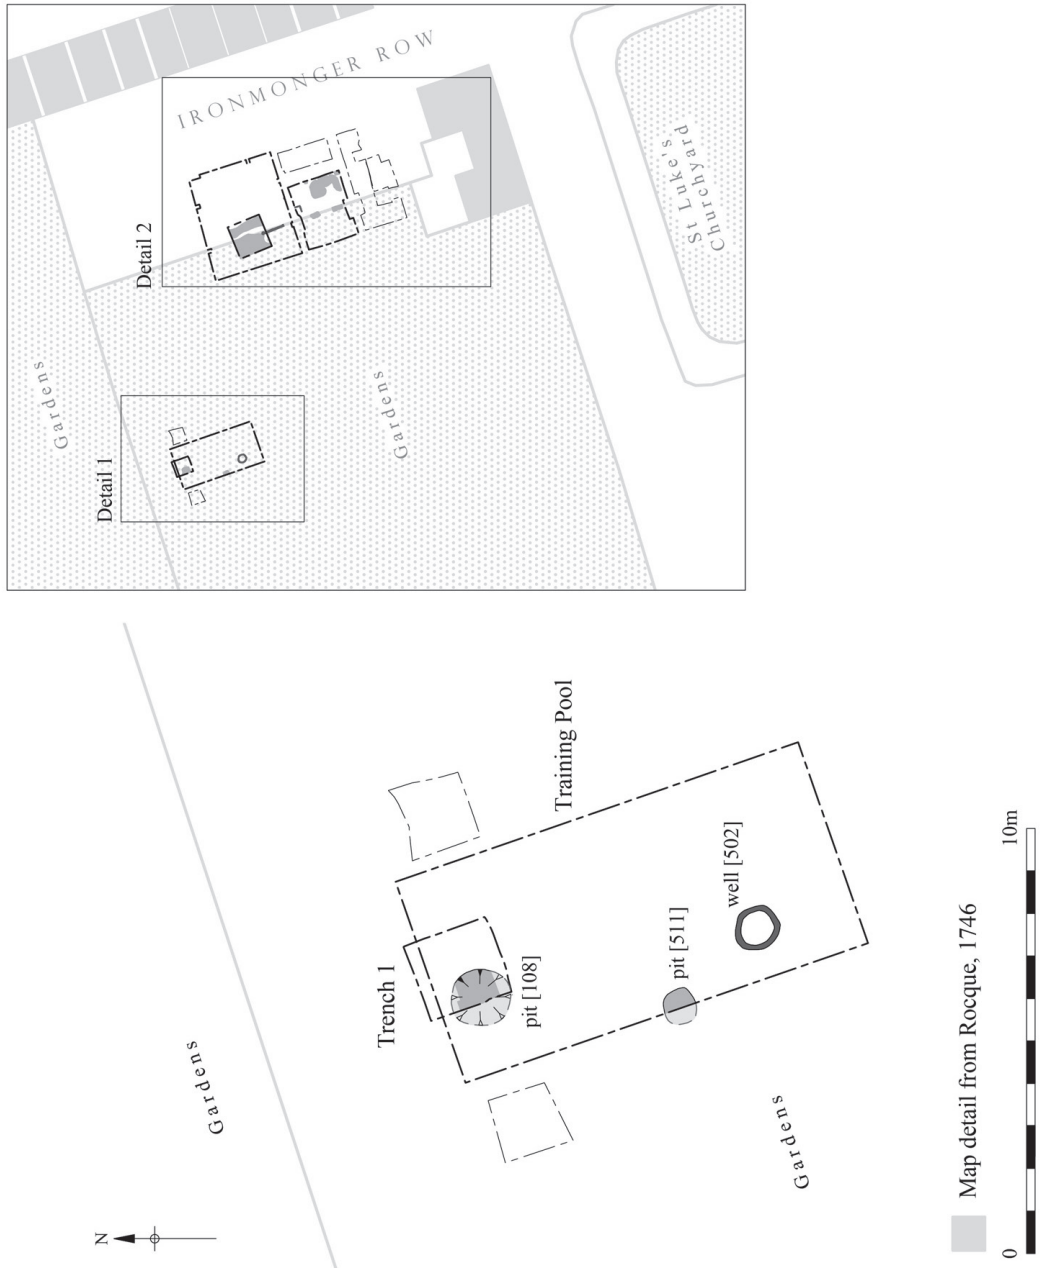 IRONMONGER ROW
Detail 2
St Luke's
Churchyard
Gardens
Gardens
Detail 1
Training Pool
Trench 1
pit [108]
pit [511]
well [502]
Gardens
Gardens
N
Map detail from Rocque, 1746
0
10m